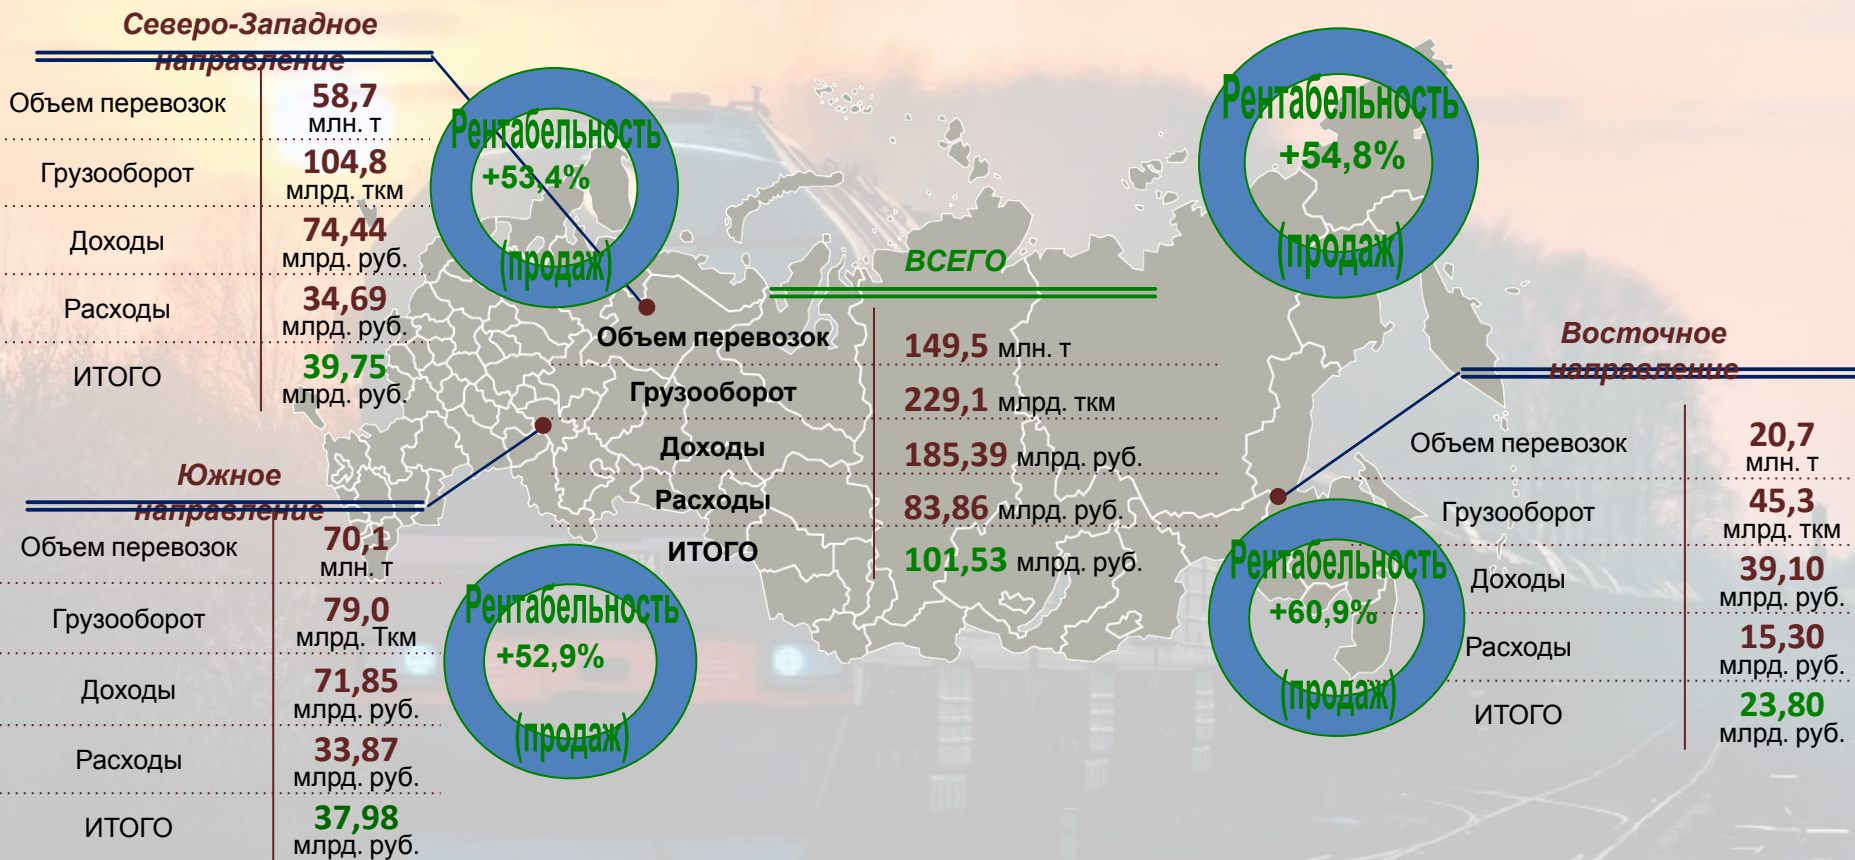 Северо-Западное
направление
Объем перевозок
58,7
млн. т
Грузооборот
104,8
млрд. ткм
Доходы
74,44
млрд. руб.
Расходы
34,69
млрд. руб.
ИТОГО
39,75
млрд. руб.
Рентабельность
+53,4%
(продаж)
Рентабельность
+54,8%
(продаж)
ВСЕГО
Объем перевозок
149,5 млн. т
Грузооборот
229,1 млрд. ткм
Доходы
185,39 млрд. руб.
Расходы
83,86 млрд. руб.
ИТОГО
101,53 млрд. руб.
Южное
направление
Объем перевозок
70,1
млн. т
Грузооборот
79,0
млрд. Ткм
Доходы
71,85
млрд. руб.
Расходы
33,87
млрд. руб.
ИТОГО
37,98
млрд. руб.
Рентабельность
+52,9%
(продаж)
Восточное
направление
Объем перевозок
20,7
млн. т
Грузооборот
45,3
млрд. ткм
Доходы
39,10
млрд. руб.
Расходы
15,30
млрд. руб.
ИТОГО
23,80
млрд. руб.
Рентабельность
+60,9%
(продаж)